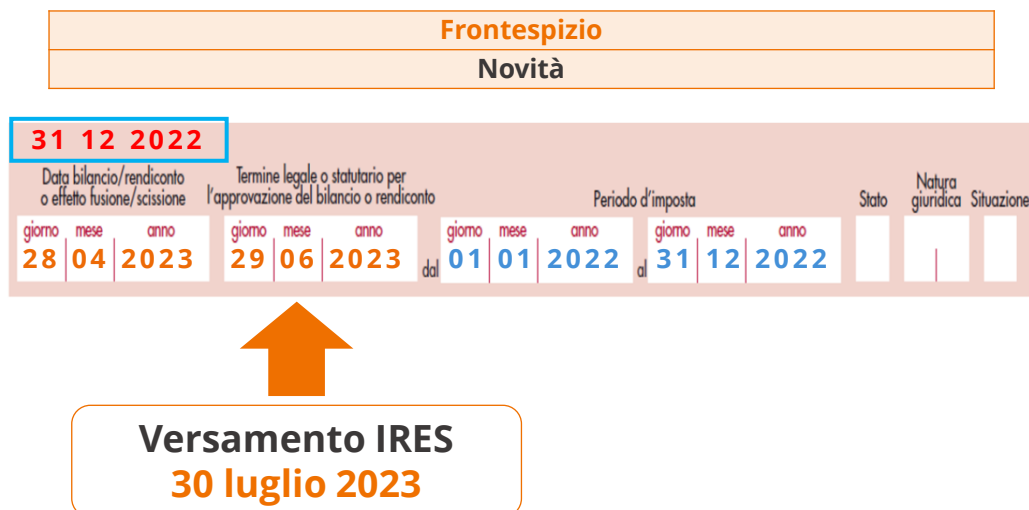 Frontespizio
Novità
31 12 2022
Data bilancio/rendiconto
o effetto fusione/scissione
Termine legale o statutario per
l'approvazione del bilancio o rendiconto
Periodo d'imposta
Stato
Natura
giuridica
Situazione
giorno mese anno giorno mese anno giorno mese anno giorno mese anno
28 04 2023 29 06 2023 dal 01 01 2022 al 31 12 2022
Versamento IRES
30 luglio 2023